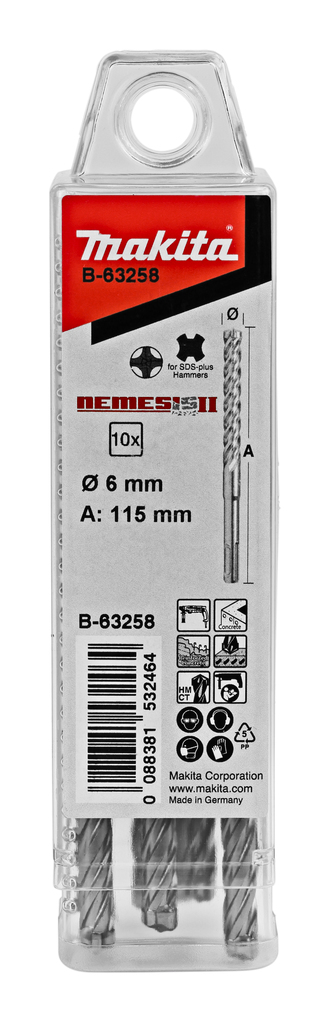 makita®
B-63258
Ø
for SDS-plus
Hammers
NEMESIS II
A
10x
Ø 6 mm
A: 115 mm
B-63258
Concrete
HM
CT
0 088381 532464
5
PP
Makita Corporation
www.makita.com
Made in Germany